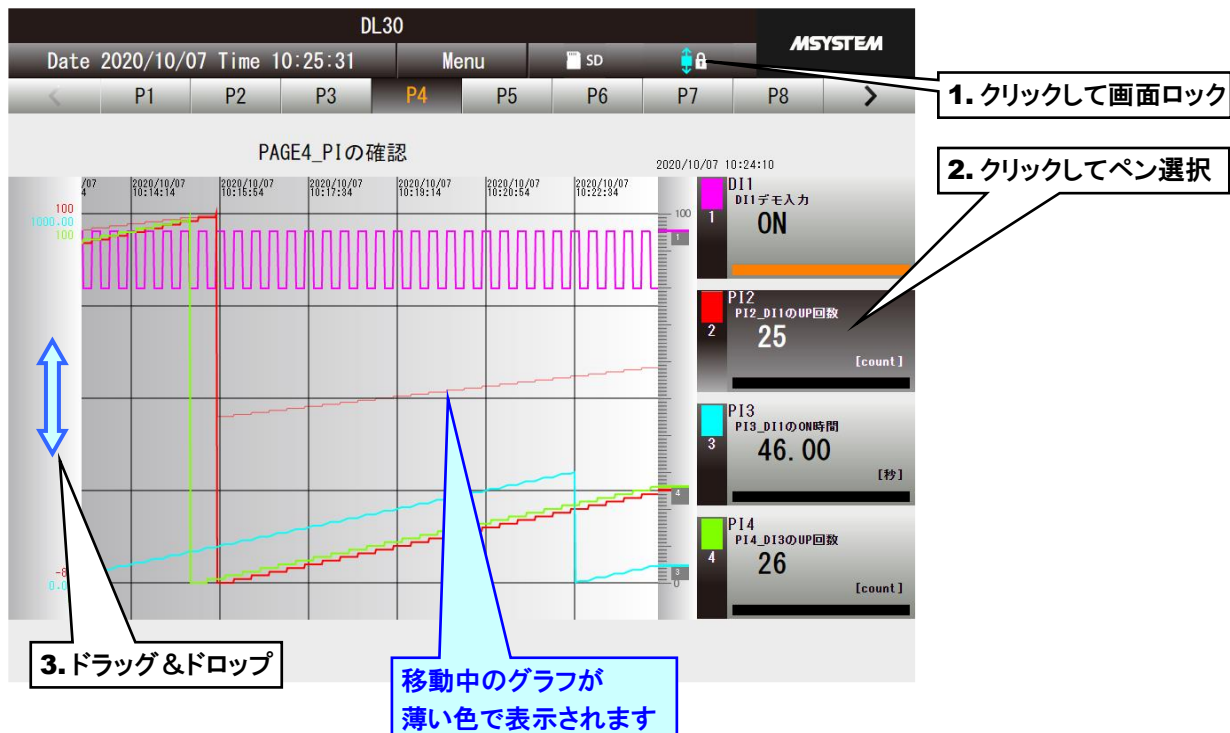 DL30
MSYSTEM
Date 2020/10/07 Time 10:25:31 Menu SD
< P1 P2 P3 P4 P5 P6 P7 P8 >
1. クリックして画面ロック
PAGE4_PIの確認
2020/10/07 10:24:10
2. クリックしてペン選択
/07 2020/10/07 2020/10/07 2020/10/07 2020/10/07 2020/10/07 2020/10/07
4 10:14:14 10:15:54 10:17:34 10:19:14 10:20:54 10:22:34
100
1000.00
100
100
1
DI1
DI1デモ入力
1
ON
PI2
PI2_DI1のUP回数
2
25
[count]
PI3
PI3_DI1のON時間
3
46.00
[秒]
4
PI4
PI4_DI3のUP回数
4
26
[count]
-8
0.0
3
0
3.ドラッグ&ドロップ
移動中のグラフが
薄い色で表示されます